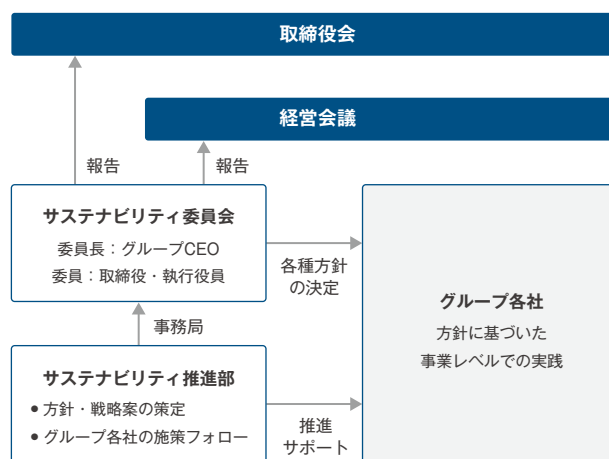 取締役会
経営会議
報告
報告
サステナビリティ委員会
委員長：グループCEO
委員：取締役・執行役員
各種方針
の決定
グループ各社
方針に基づいた
事業レベルでの実践
事務局
サステナビリティ推進部
● 方針・戦略案の策定
● グループ各社の施策フォロー
推進
サポート